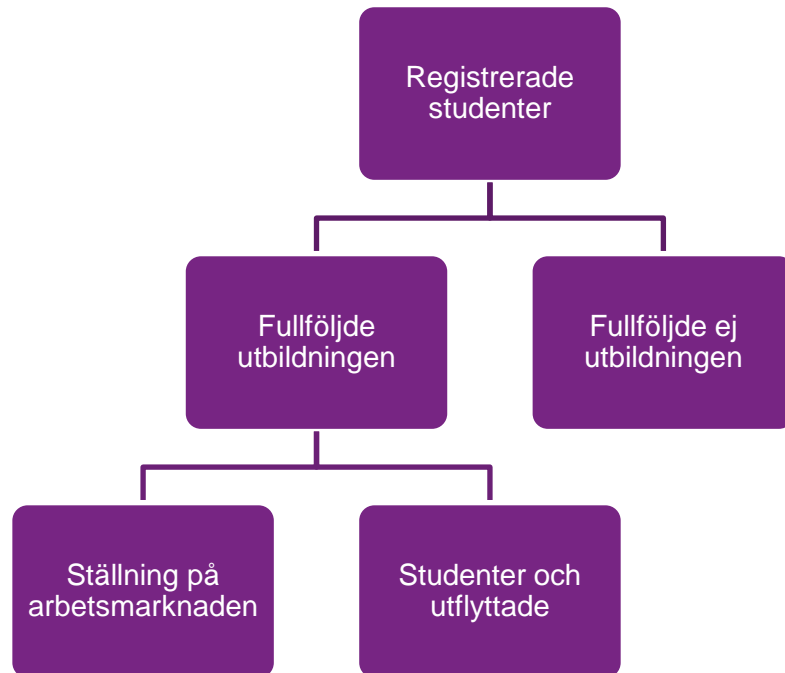 Registrerade
studenter
Fullföljde
utbildningen
Fullföljde ej
utbildningen
Ställning på
arbetsmarknaden
Studenter och
utflyttade